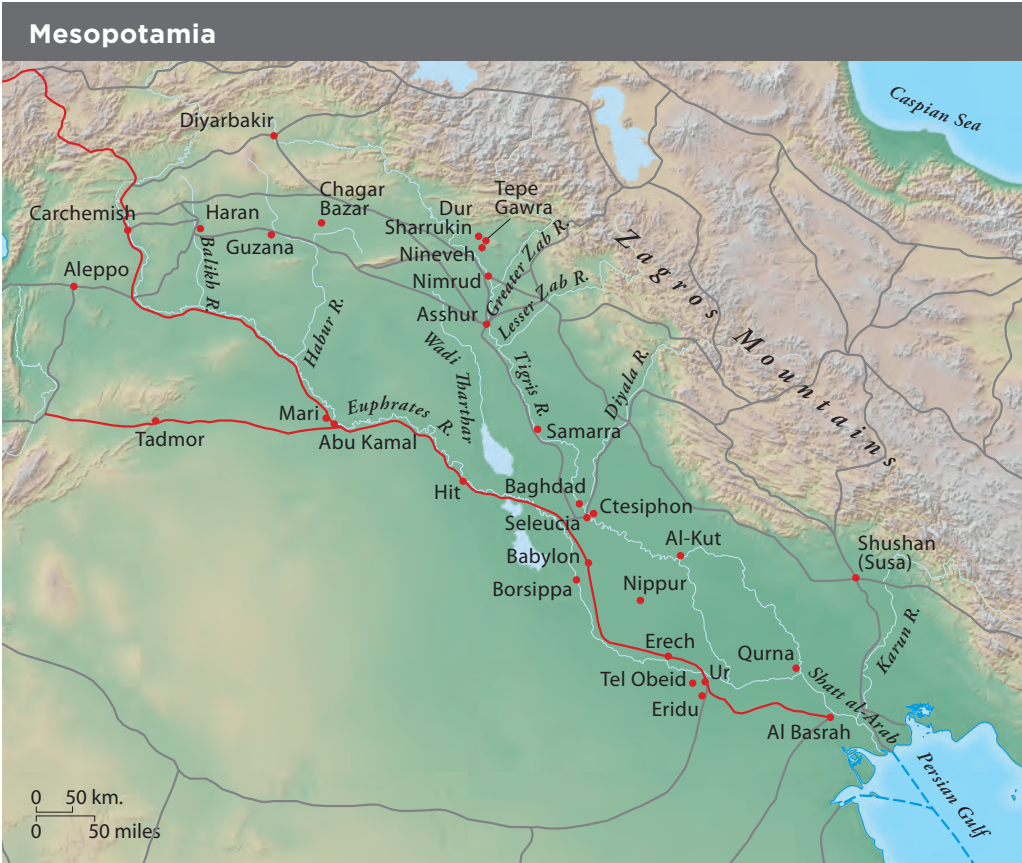 Mesopotamia
Caspian Sea
Diyarbakir
Chagar
Bazar
Tepe
Gawra
Dur
Sharrukin
Carchemish
Haran
Guzana
Nineveh
Balikh R.
Greater Zab R.
Zagros Mountains
Aleppo
Nimrud
Lesser Zab R.
Habur R.
Asshur
Wadi Tharthar
Tigris R.
Diyala R.
Mari
Euphrates R.
Tadmor
Abu Kamal
Samarra
Hit
Baghdad
Ctesiphon
Seleucia
Al-Kut
Shushan
(Susa)
Babylon
Borsippa
Nippur
Karun R.
Erech
Qurna
Tel Obeid
Ur
Shatt al-Arab
Eridu
Al Basrah
Persian Gulf
0 50 km.
0 50 miles